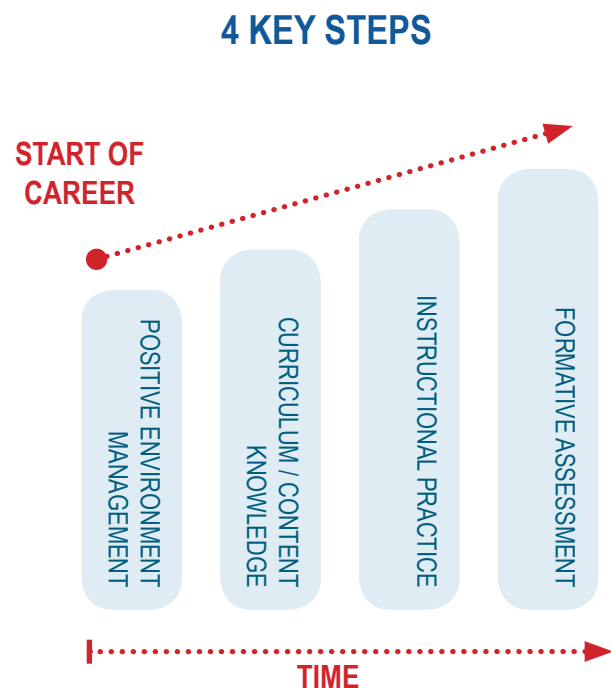 4 KEY STEPS
START OF
CAREER
POSITIVE ENVIRONMENT
MANAGEMENT
CURRICULUM / CONTENT
KNOWLEDGE
INSTRUCTIONAL PRACTICE
FORMATIVE ASSESSMENT
TIME